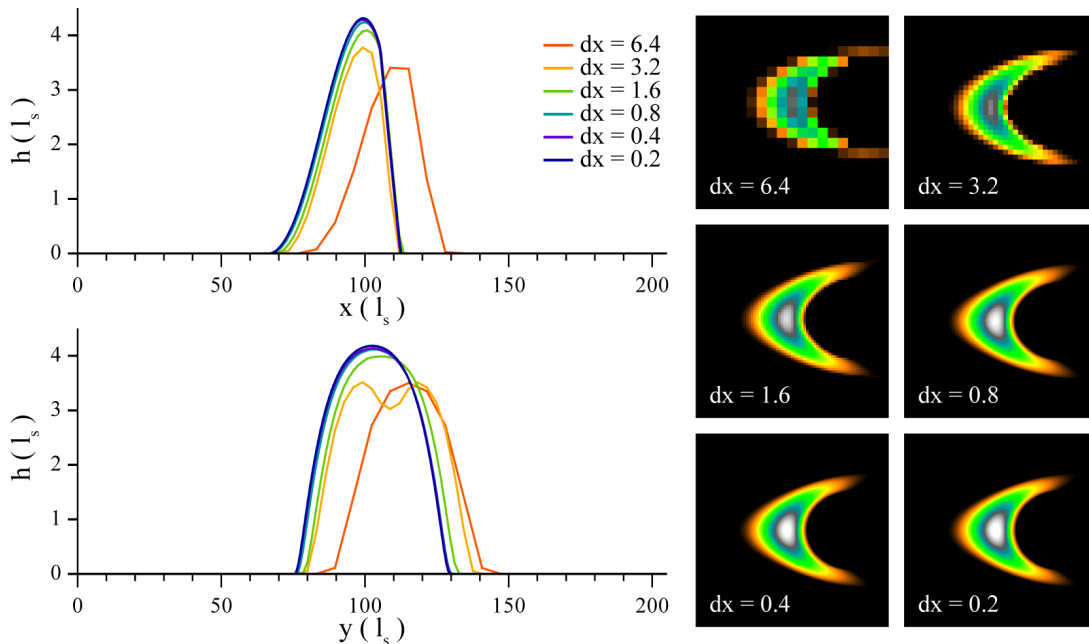 4
3
2
1
0
h ( l_s )
0
50
100
150
200
x ( l_s )
dx = 6.4
dx = 3.2
dx = 1.6
dx = 0.8
dx = 0.4
dx = 0.2
4
3
2
1
0
h ( l_s )
0
50
100
150
200
y ( l_s )
dx = 6.4
dx = 3.2
dx = 1.6
dx = 0.8
dx = 0.4
dx = 0.2